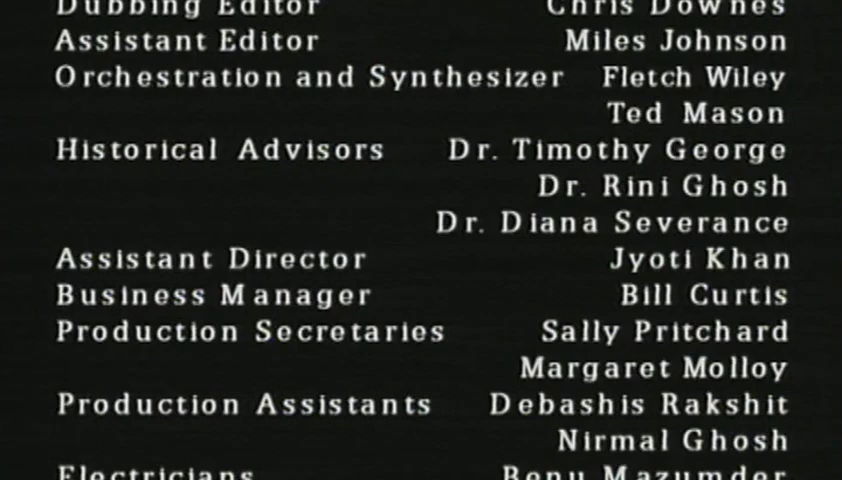 Dubbing Editor Chris Downes
Assistant Editor Miles Johnson
Orchestration and Synthesizer Fletch Wiley
Ted Mason
Historical Advisors Dr. Timothy George
Dr. Rini Ghosh
Dr. Diana Severance
Assistant Director Jyoti Khan
Business Manager Bill Curtis
Production Secretaries Sally Pritchard
Margaret Molloy
Production Assistants Debashis Rakshit
Nirmal Ghosh
Electricians Benu Mazumder